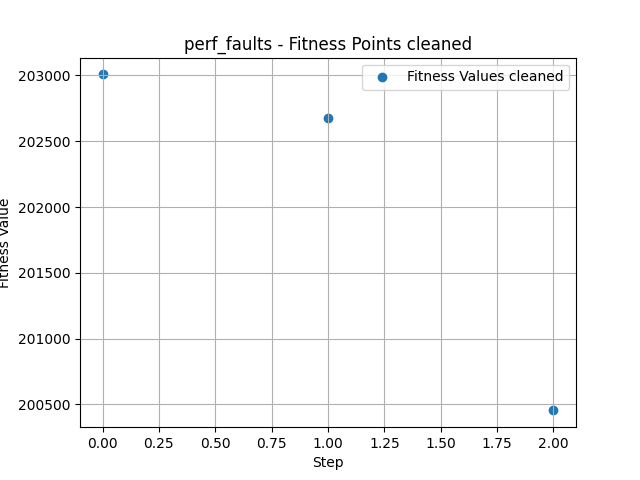 perf_faults - Fitness Points cleaned
Fitness Values cleaned
203000
202500
202000
201500
201000
200500
Fitness Value
0.00 0.25 0.50 0.75 1.00 1.25 1.50 1.75 2.00
Step